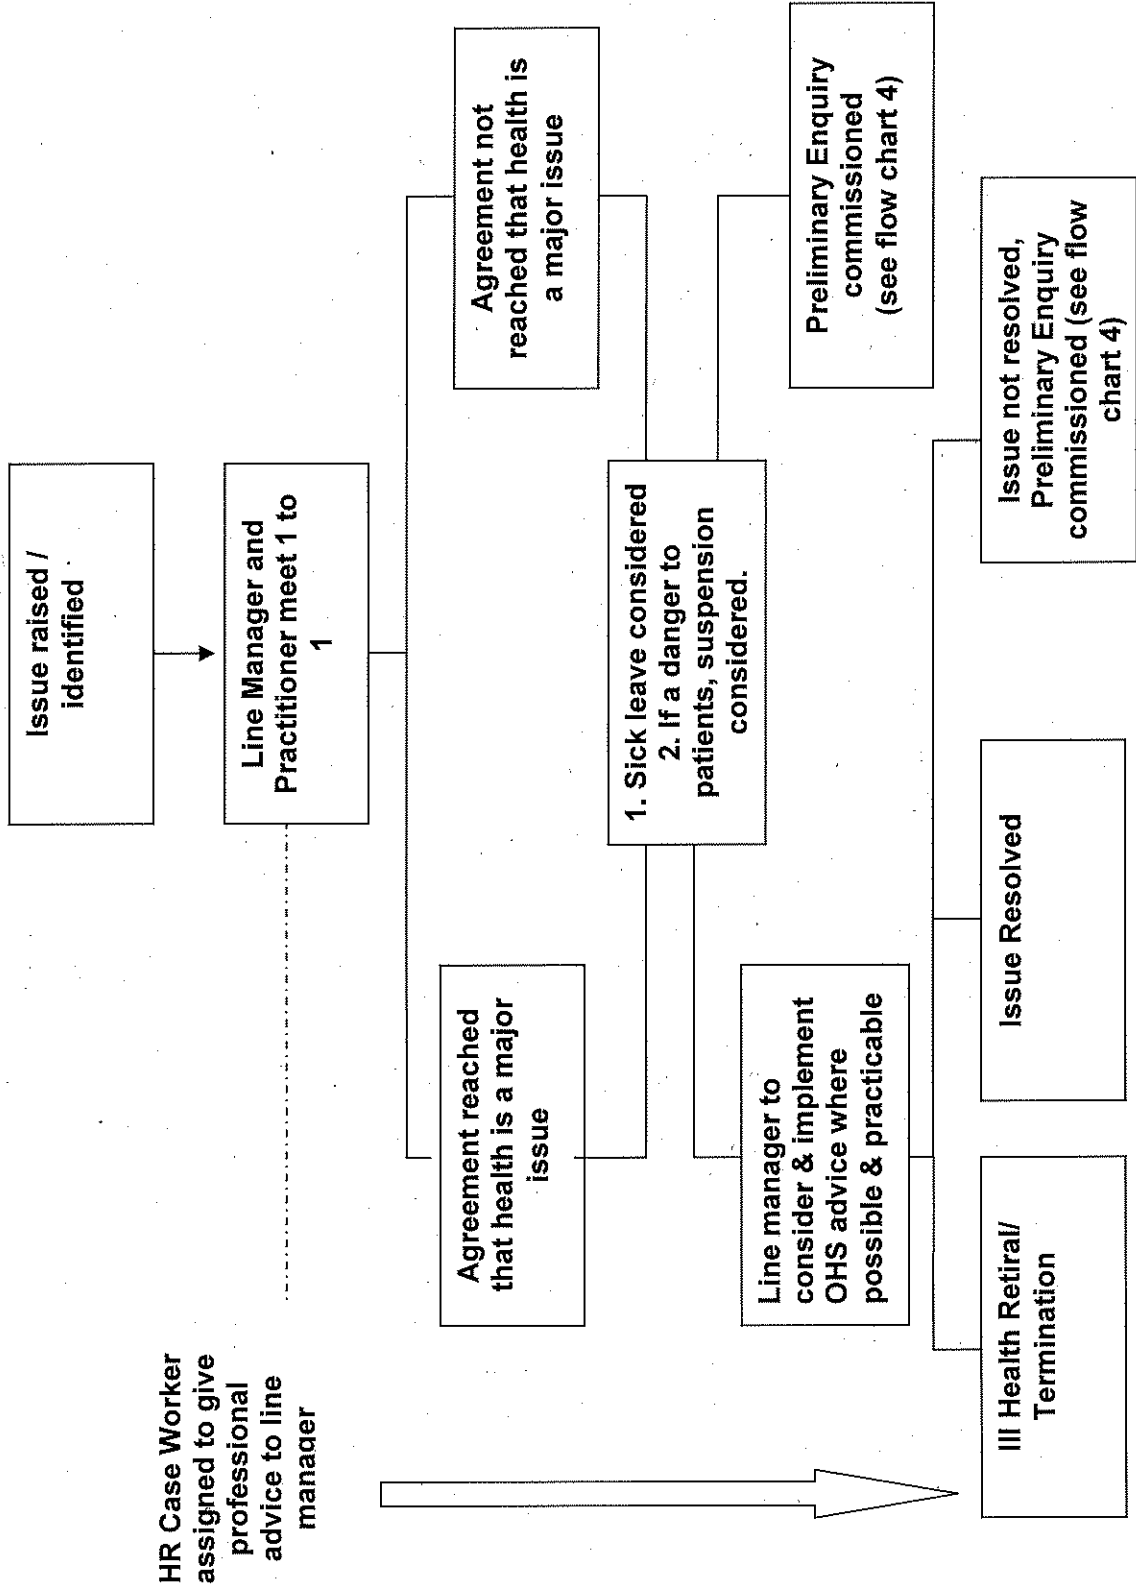 Issue raised /
identified
HR Case Worker
assigned to give
professional
advice to line
manager
Line Manager and
Practitioner meet 1 to
1
Agreement reached
that health is a major
issue
Agreement not
reached that health is
a major issue
1. Sick leave considered
2. If a danger to
patients, suspension
considered.
Line manager to
consider & implement
OHS advice where
possible & practicable
Preliminary Enquiry
commissioned
(see flow chart 4)
Ill Health Retiral/
Termination
Issue Resolved
Issue not resolved,
Preliminary Enquiry
commissioned (see flow
chart 4)